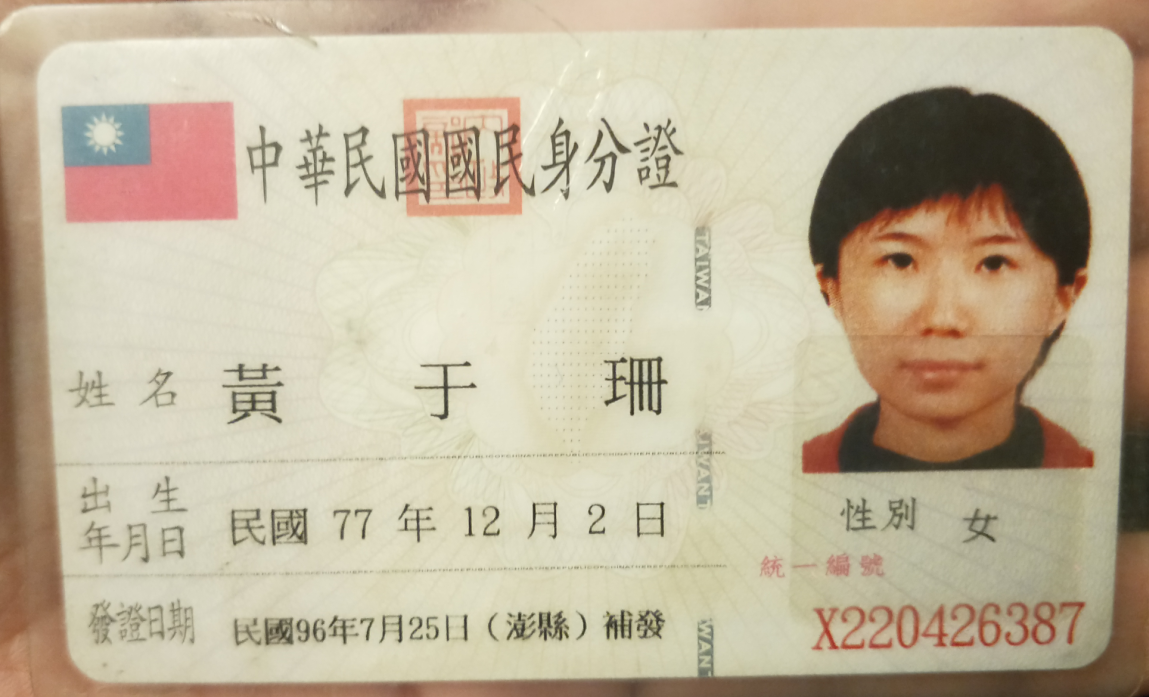 中華民國國民身分證
姓名 黃于珊
出生年月日 民國 77 年 12 月 2 日
性別 女
統一編號
X220426387
發證日期 民國96年7月25日（澎縣）補發
TAIWAN